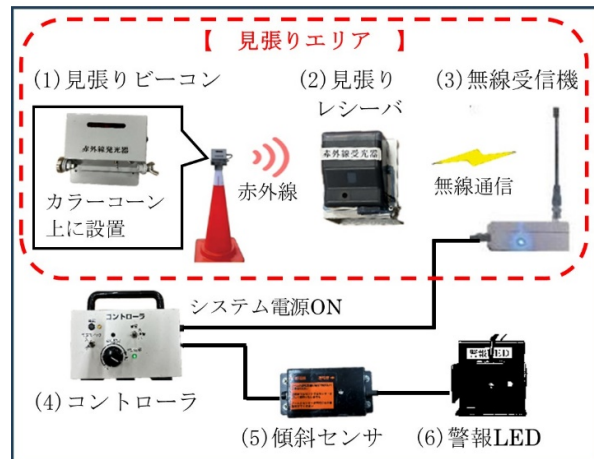 【 見張りエリア 】
(1)見張りビーコン
(2)見張り
レシーバ
(3)無線受信機
赤外線発光器
赤外線受光器
カラーコーン
上に設置
赤外線
無線通信
システム電源ON
コントローラ
警報LED
(4)コントローラ
(5)傾斜センサ
(6)警報LED